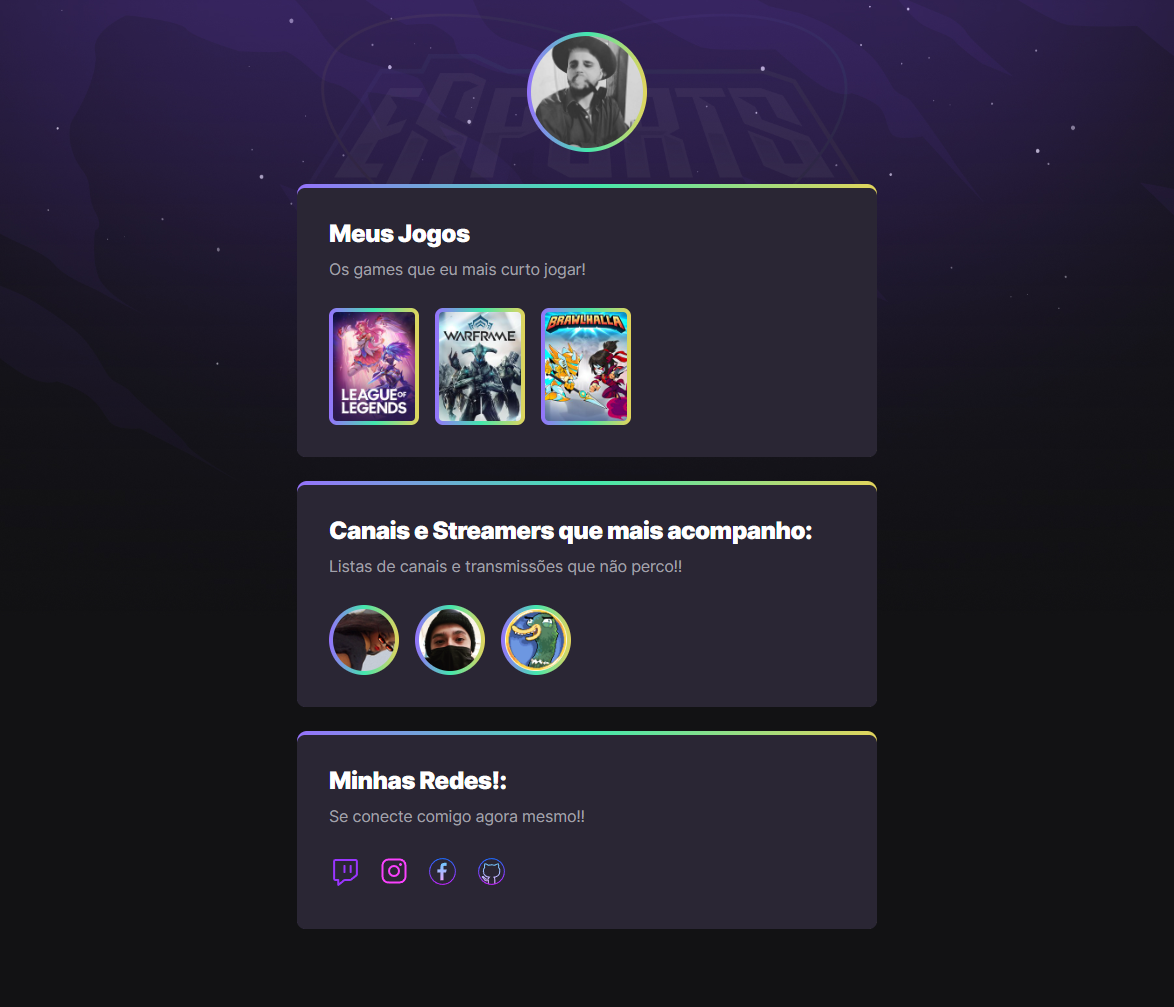 ESPORTS
Meus Jogos
Os games que eu mais curto jogar!
LEAGUE OF
LEGENDS
WARFRAME
BRAWLHALLA
Canais e Streamers que mais acompanho:
Listas de canais e transmissões que não perco!!
Minhas Redes!:
Se conecte comigo agora mesmo!!